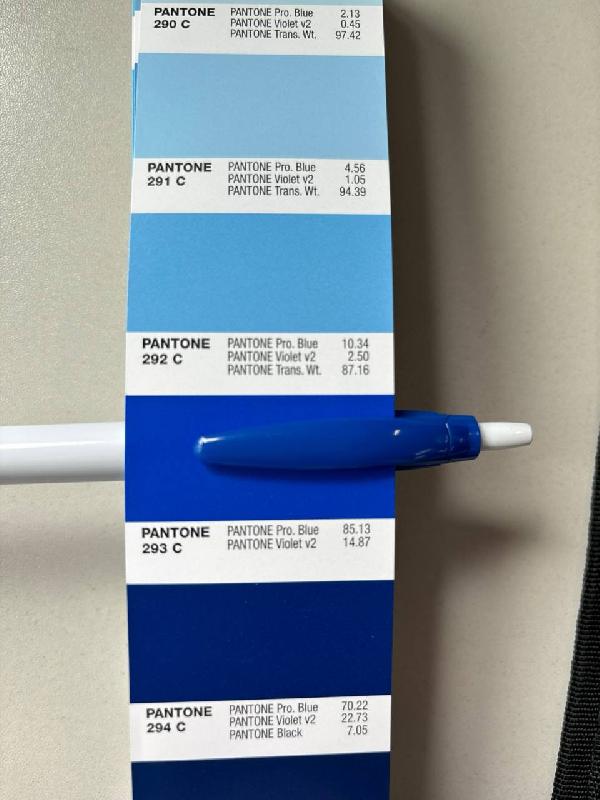 PANTONE PANTONE Pro. Blue 2.13
290 C PANTONE Violet v2 0.45
PANTONE Trans. Wt. 97.42
PANTONE PANTONE Pro. Blue 4.56
291 C PANTONE Violet v2 1.05
PANTONE Trans. Wt. 94.39
PANTONE PANTONE Pro. Blue 10.34
292 C PANTONE Violet v2 2.50
PANTONE Trans. Wt. 87.16
PANTONE PANTONE Pro. Blue 85.13
293 C PANTONE Violet v2 14.87
PANTONE PANTONE Pro. Blue 70.22
294 C PANTONE Violet v2 22.73
PANTONE Black 7.05